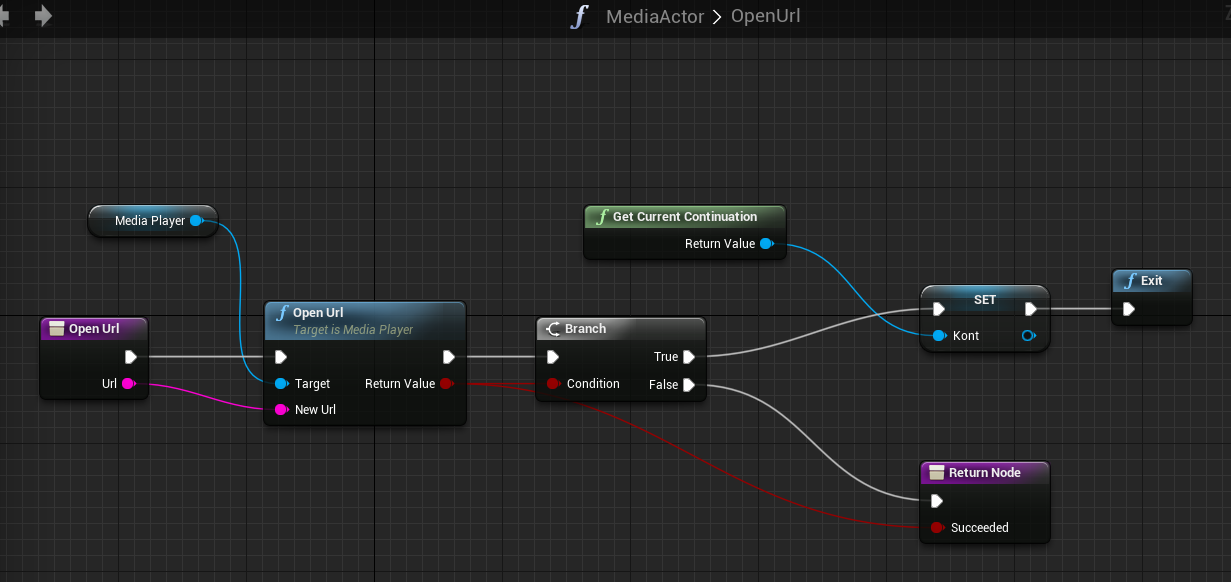 MediaActor > OpenUrl
Media Player
Get Current Continuation
Return Value
Open Url
Url
Open Url
Target is Media Player
Target
Return Value
New Url
Branch
True
Condition
False
SET
Kont
Exit
Return Node
Succeeded